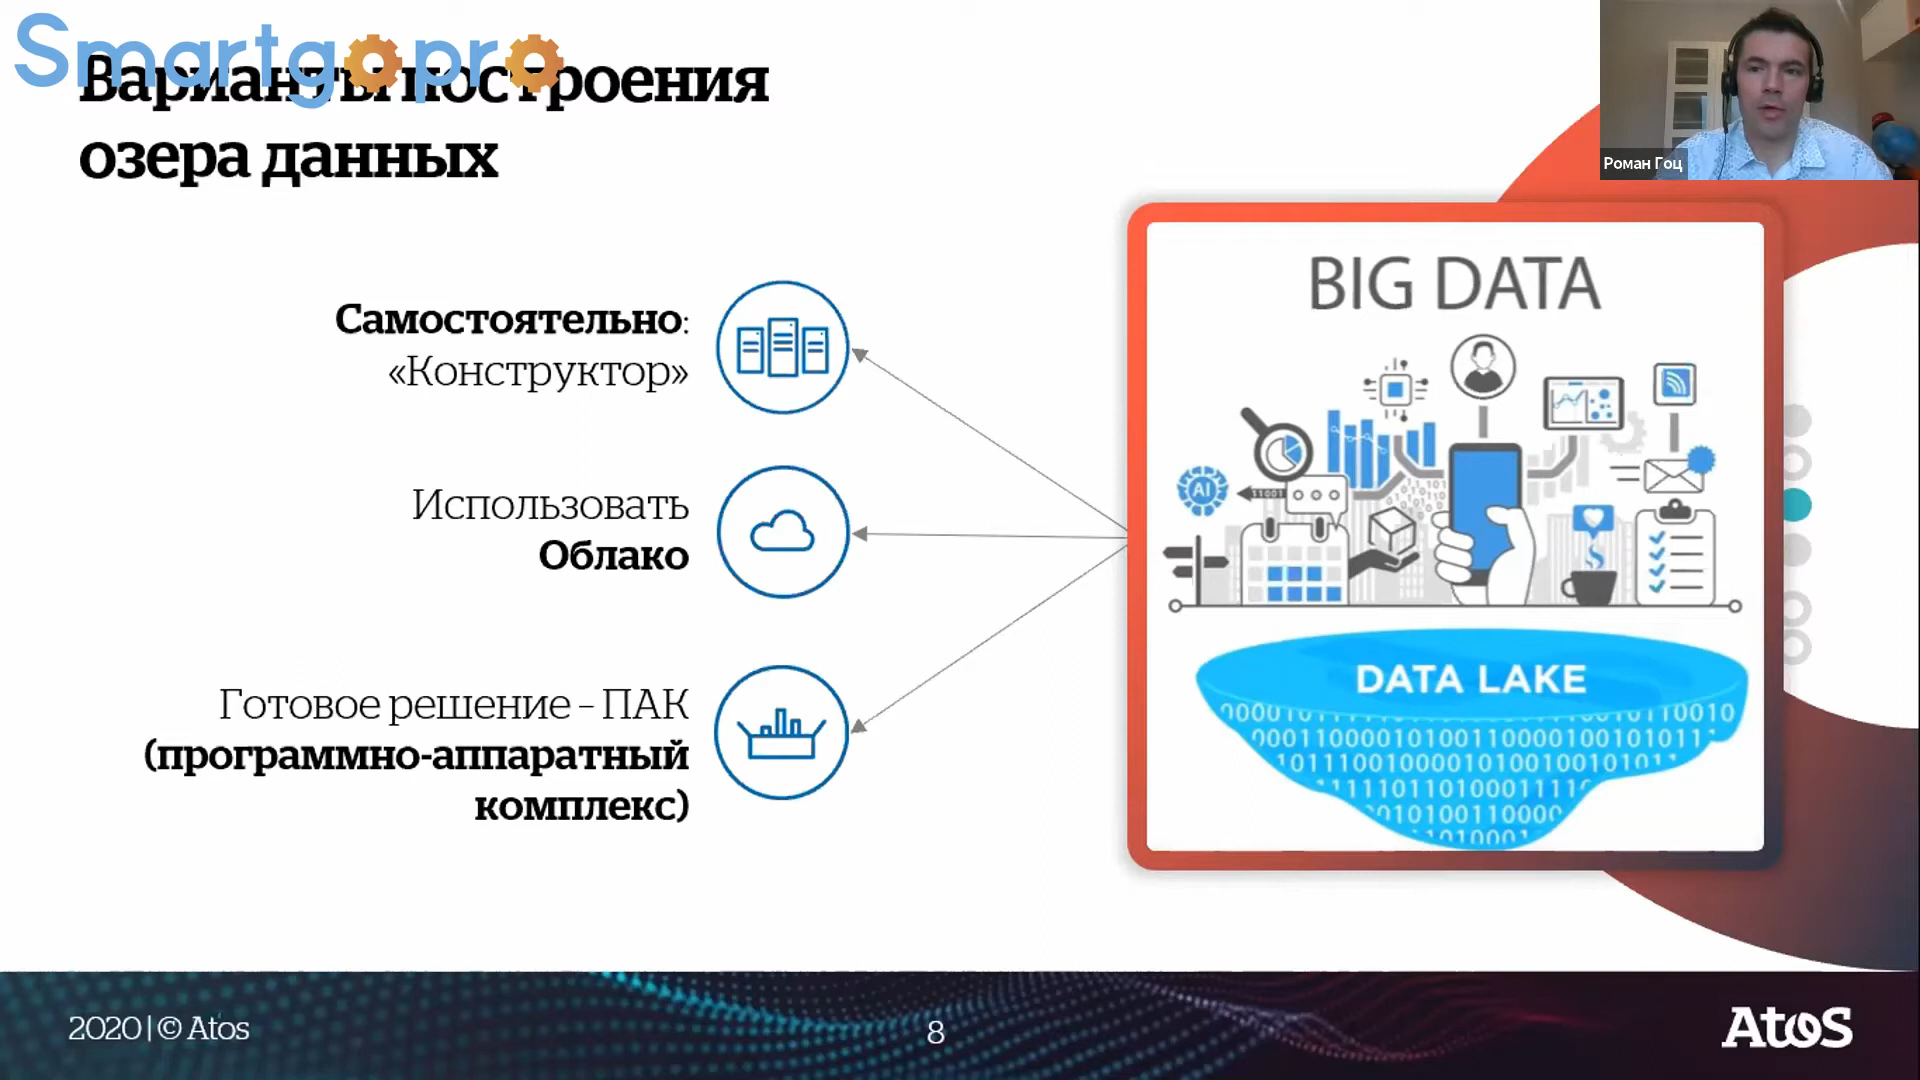 Smartgopro
Варианты построения
озера данных
Роман Гоц
Самостоятельно:
«Конструктор»
Использовать
Облако
Готовое решение – ПАК
(программно-аппаратный
комплекс)
BIG DATA
AI
11001
DATA LAKE
2020 | © Atos
8
Atos